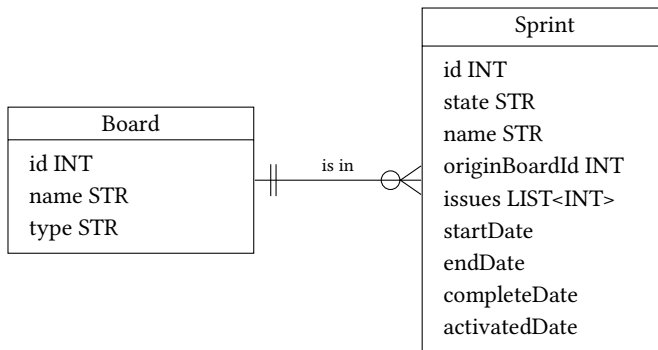 Board
id INT
name STR
type STR
is in
Sprint
id INT
state STR
name STR
originBoardId INT
issues LIST<INT>
startDate
endDate
completeDate
activatedDate